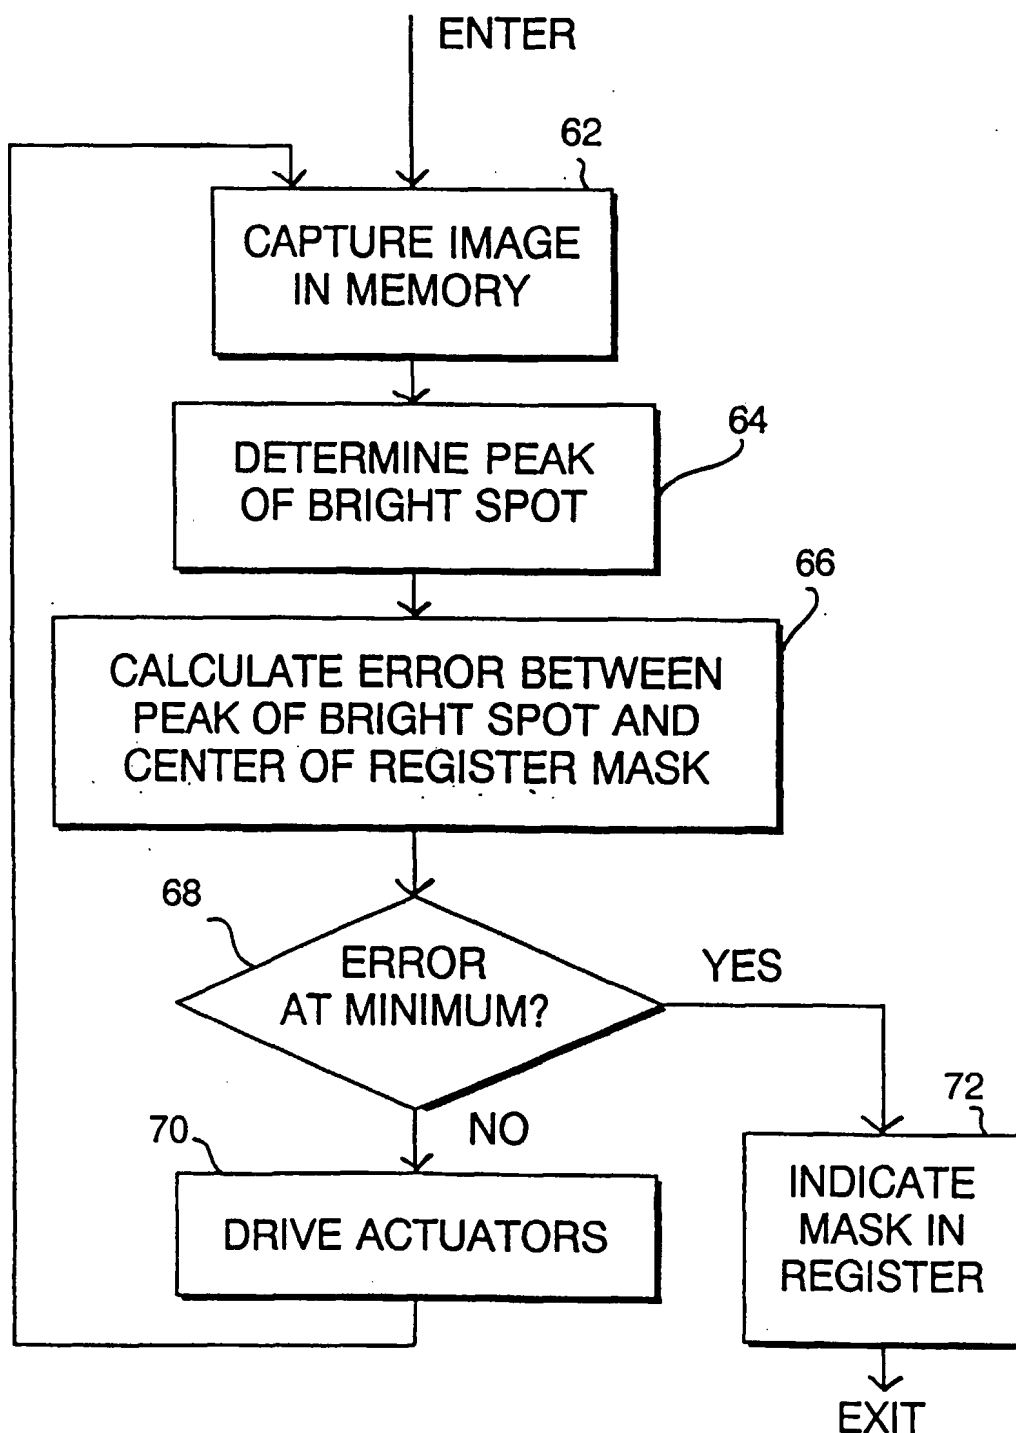 ENTER
62
CAPTURE IMAGE
IN MEMORY
64
DETERMINE PEAK
OF BRIGHT SPOT
66
CALCULATE ERROR BETWEEN
PEAK OF BRIGHT SPOT AND
CENTER OF REGISTER MASK
68
ERROR
AT MINIMUM?
YES
NO
70
DRIVE ACTUATORS
72
INDICATE
MASK IN
REGISTER
EXIT